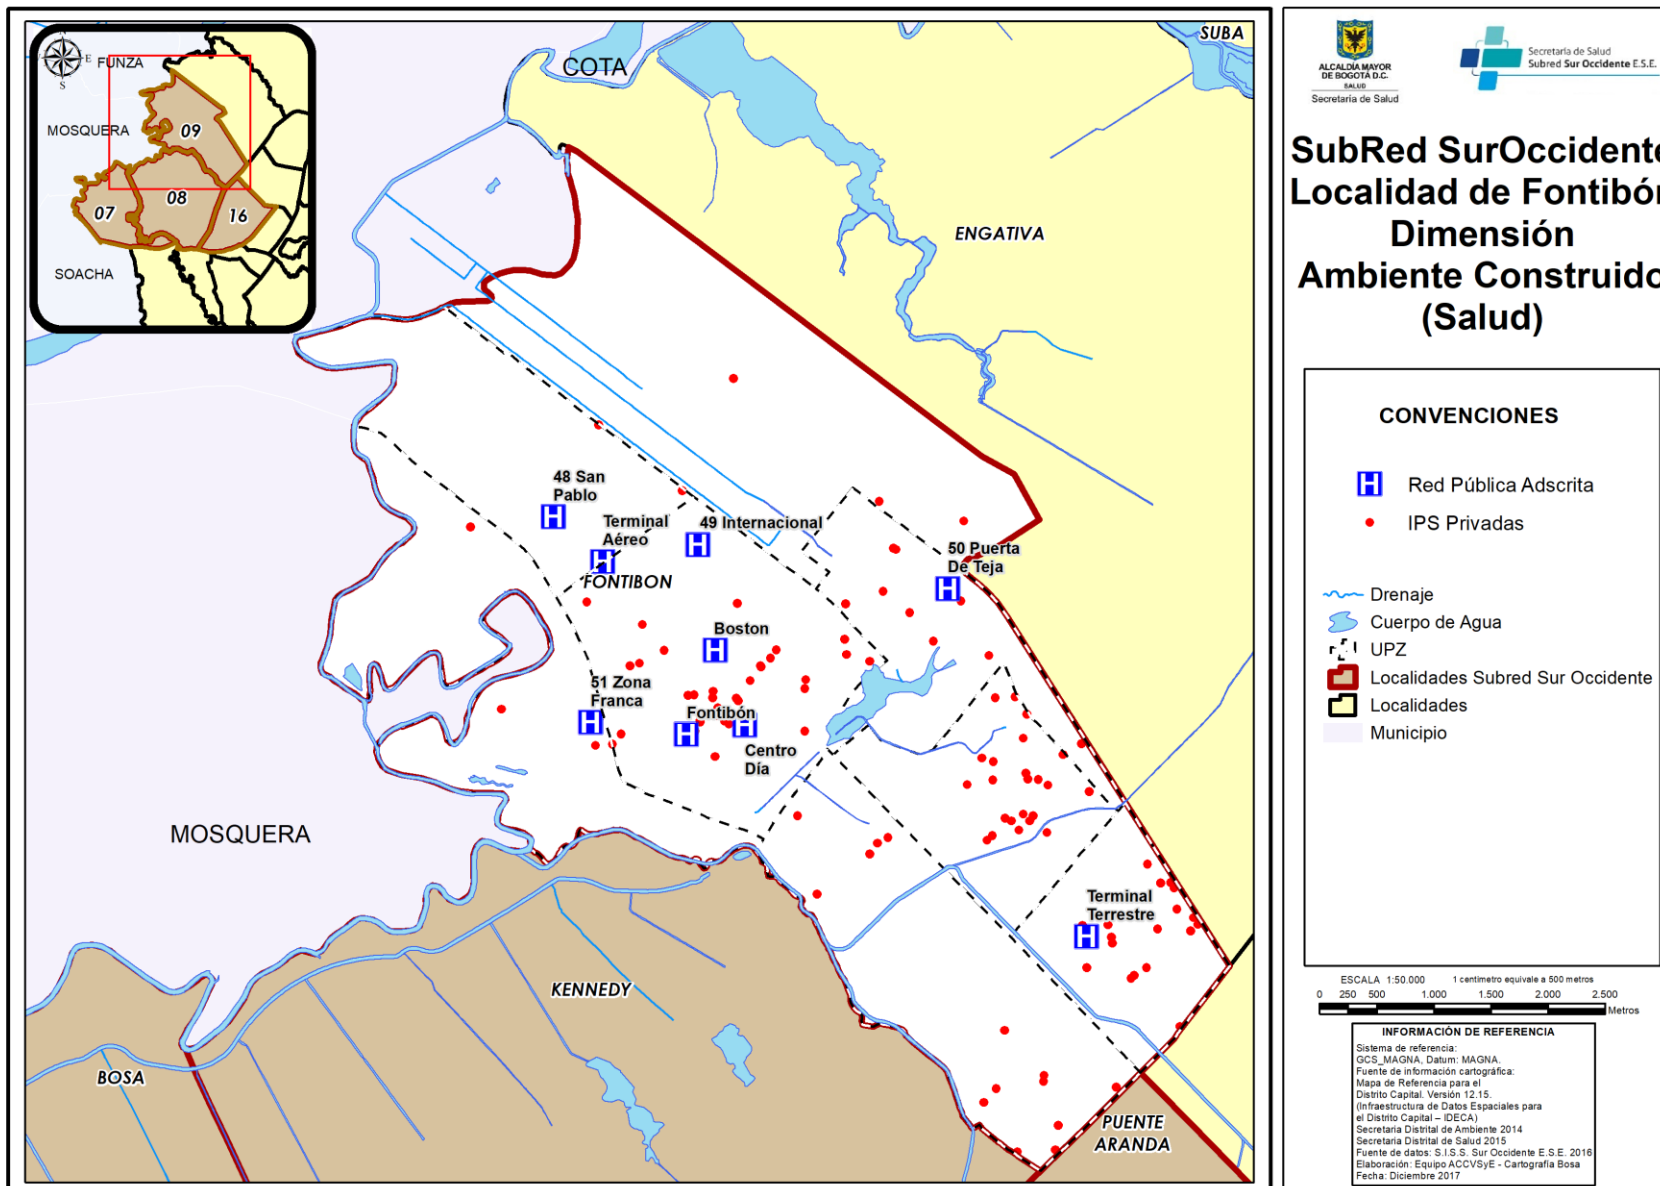 FUNZA
E
S
MOSQUERA
09
08
07
16
SOACHA
COTA
SUBA
ENGATIVA
48 San
Pablo
Terminal
Aéreo
49 Internacional
50 Puerta
De Teja
FONTIBON
Boston
51 Zona
Franca
Fontibón
Centro
Día
MOSQUERA
Terminal
Terrestre
KENNEDY
BOSA
PUENTE
ARANDA
ALCALDÍA MAYOR
DE BOGOTÁ D.C.
SALUD
Secretaría de Salud
Secretaría de Salud
Subred Sur Occidente E.S.E.
SubRed SurOccidente
Localidad de Fontibón
Dimensión
Ambiente Construido
(Salud)
CONVENCIONES
H Red Pública Adscrita
IPS Privadas
Drenaje
Cuerpo de Agua
UPZ
Localidades Subred Sur Occidente
Localidades
Municipio
ESCALA 1:50.000 1 centimetro equivale a 500 metros
0 250 500 1.000 1.500 2.000 2.500
Metros
INFORMACIÓN DE REFERENCIA
Sistema de referencia:
GCS_MAGNA, Datum: MAGNA.
Fuente de información cartográfica:
Mapa de Referencia para el
Distrito Capital. Versión 12.15.
(Infraestructura de Datos Espaciales para
el Distrito Capital – IDECA)
Secretaria Distrital de Ambiente 2014
Secretaria Distrital de Salud 2015
Fuente de datos: S.I.S.S. Sur Occidente E.S.E. 2016
Elaboración: Equipo ACCVSyE - Cartografía Bosa
Fecha: Diciembre 2017